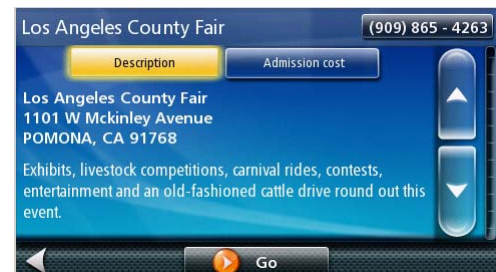 Los Angeles County Fair
(909) 865 - 4263
Description
Admission cost
Los Angeles County Fair
1101 W Mckinley Avenue
POMONA, CA 91768
Exhibits, livestock competitions, carnival rides, contests,
entertainment and an old-fashioned cattle drive round out this
event.
Go